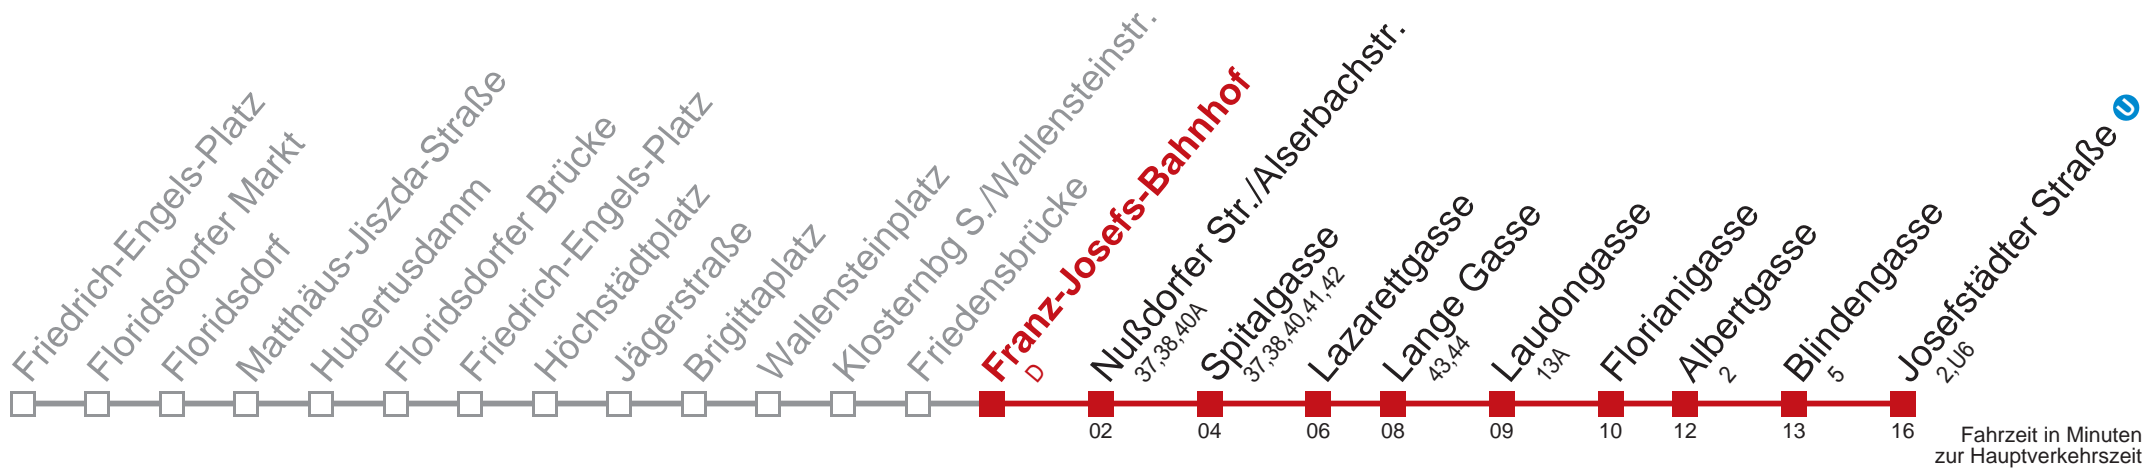 Friedrich-Engels-Platz
Floridsdorfer Markt
Floridsdorf
Matthäus-Jiszda-Straße
Hubertusdamm
Floridsdorfer Brücke
Friedrich-Engels-Platz
Höchstädtplatz
Jägerstraße
Brigittaplatz
Wallensteinplatz
Klosternbg S./Wallensteinstr.
Friedensbrücke
Franz-Josefs-Bahnhof
D
Nußdorfer Str./Alserbachstr.
37,38,40A
02
Spitalgasse
37,38,40,41,42
04
Lazarettgasse
06
Lange Gasse
43,44
08
Laudongasse
13A
09
Florianigasse
10
Albertgasse
2
12
Blindengasse
5
13
Josefstädter Straße U
2,U6
16
Fahrzeit in Minuten
zur Hauptverkehrszeit